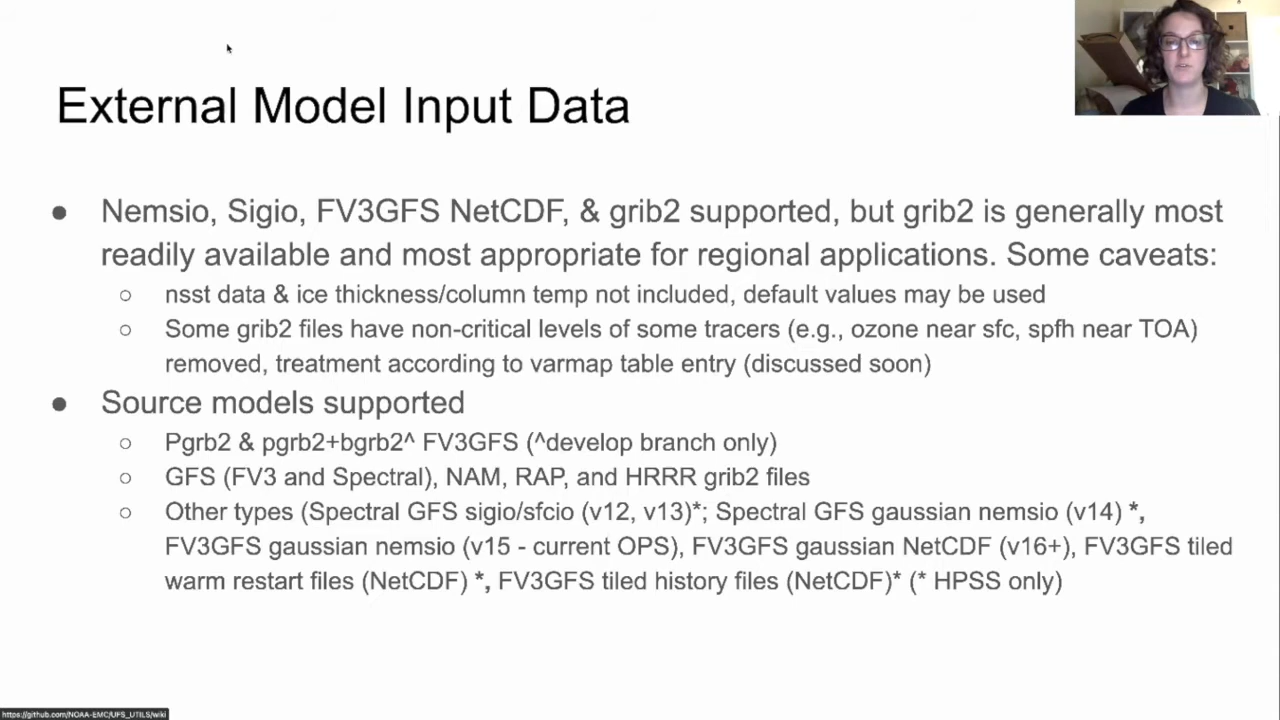 External Model Input Data
● Nemsio, Sigio, FV3GFS NetCDF, & grib2 supported, but grib2 is generally most
readily available and most appropriate for regional applications. Some caveats:
○ nsst data & ice thickness/column temp not included, default values may be used
○ Some grib2 files have non-critical levels of some tracers (e.g., ozone near sfc, spfh near TOA)
removed, treatment according to varmap table entry (discussed soon)
● Source models supported
○ Pgrb2 & pgrb2+bgrb2^ FV3GFS (^develop branch only)
○ GFS (FV3 and Spectral), NAM, RAP, and HRRR grib2 files
○ Other types (Spectral GFS sigio/sfcio (v12, v13)*; Spectral GFS gaussian nemsio (v14) *,
FV3GFS gaussian nemsio (v15 - current OPS), FV3GFS gaussian NetCDF (v16+), FV3GFS tiled
warm restart files (NetCDF) *, FV3GFS tiled history files (NetCDF)* (* HPSS only)
https://github.com/NOAA-EMC/UFS_UTILS/wiki